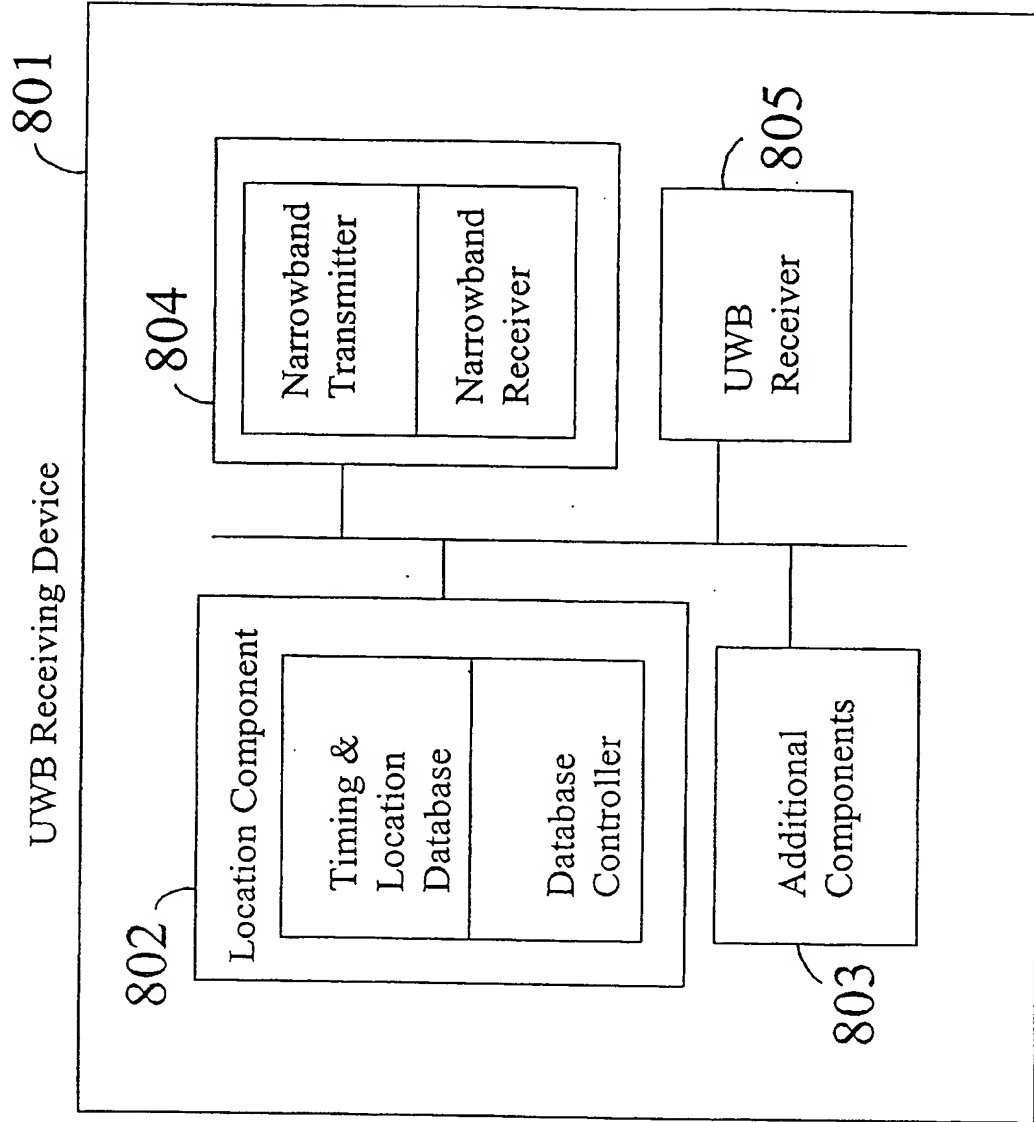 UWB Receiving Device
801
802
Location Component
Timing &
Location
Database
Database
Controller
803
Additional
Components
804
Narrowband
Transmitter
Narrowband
Receiver
805
UWB
Receiver